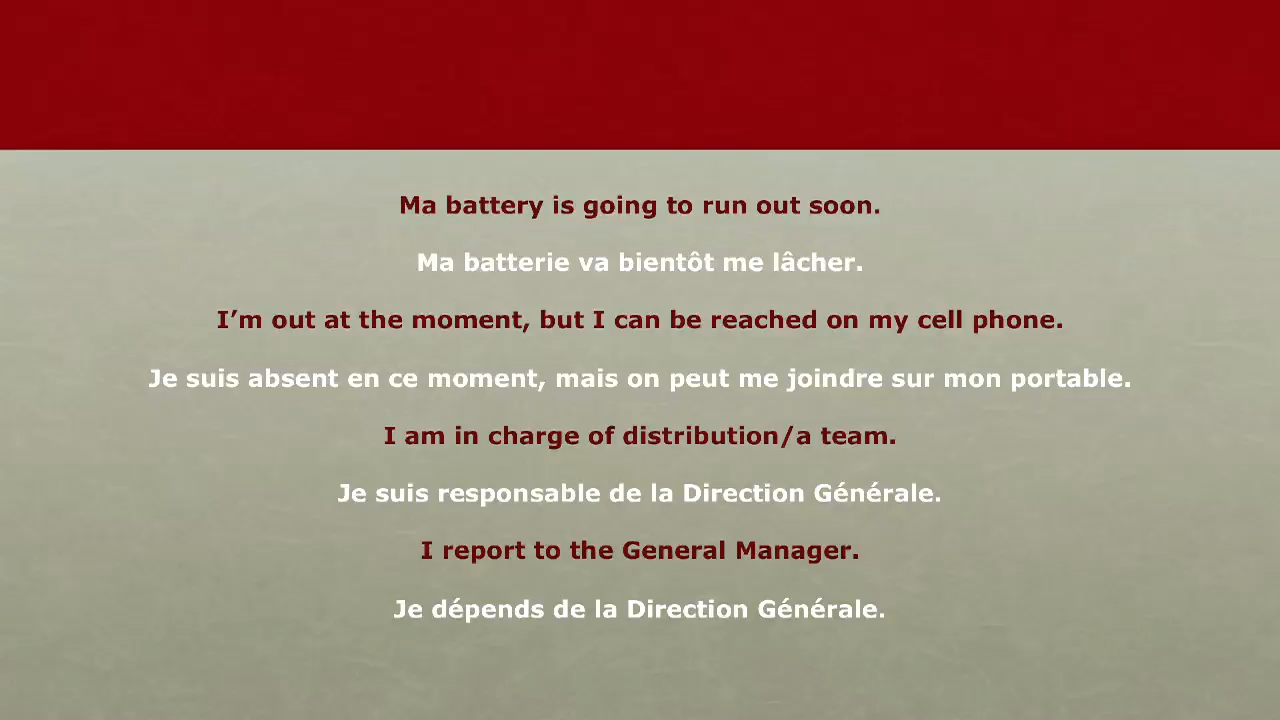 Ma battery is going to run out soon.
Ma batterie va bientôt me lâcher.
I’m out at the moment, but I can be reached on my cell phone.
Je suis absent en ce moment, mais on peut me joindre sur mon portable.
I am in charge of distribution/a team.
Je suis responsable de la Direction Générale.
I report to the General Manager.
Je dépends de la Direction Générale.